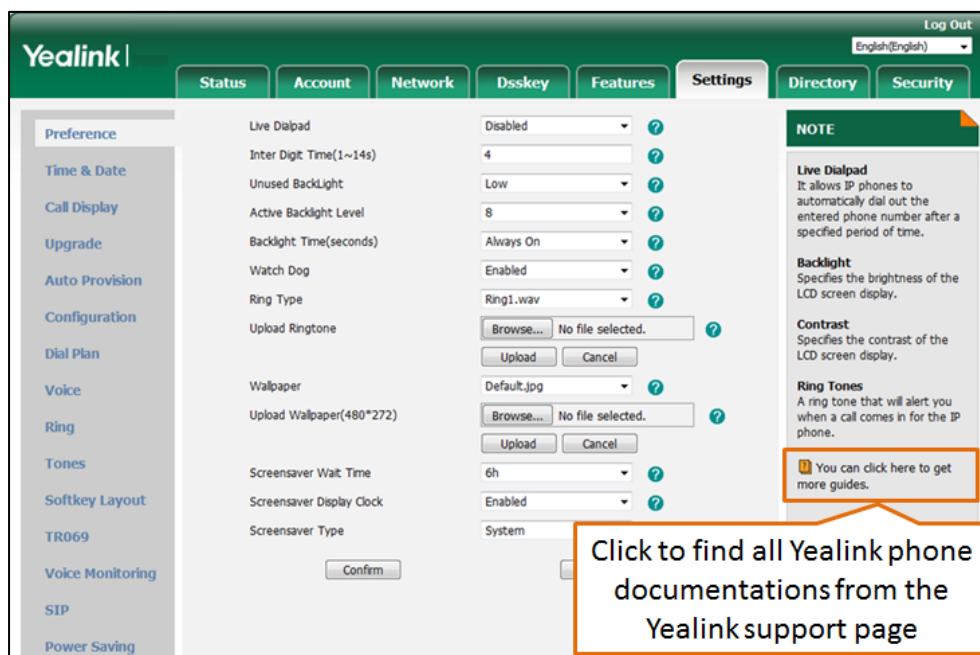 Log Out
Yealink
English(English)
Status Account Network Dsskey Features Settings Directory Security
Preference
Time & Date
Call Display
Upgrade
Auto Provision
Configuration
Dial Plan
Voice
Ring
Tones
Softkey Layout
TR069
Voice Monitoring
SIP
Power Saving
Live Dialpad Disabled ?
Inter Digit Time(1~14s) 4 ?
Unused BackLight Low ?
Active Backlight Level 8 ?
Backlight Time(seconds) Always On ?
Watch Dog Enabled ?
Ring Type Ring1.wav ?
Upload Ringtone Browse... No file selected. ?
Upload Cancel
Wallpaper Default.jpg ?
Upload Wallpaper(480*272) Browse... No file selected. ?
Upload Cancel
Screensaver Wait Time 6h ?
Screensaver Display Clock Enabled ?
Screensaver Type System
Confirm
NOTE
Live Dialpad
It allows IP phones to
automatically dial out the
entered phone number after a
specified period of time.
Backlight
Specifies the brightness of the
LCD screen display.
Contrast
Specifies the contrast of the
LCD screen display.
Ring Tones
A ring tone that will alert you
when a call comes in for the IP
phone.
You can click here to get
more guides.
Click to find all Yealink phone
documentations from the
Yealink support page